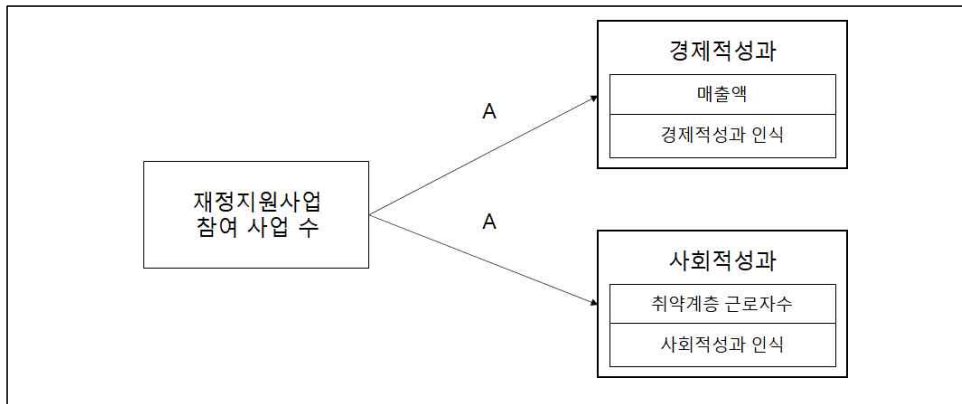 경제적성과
매출액
경제적성과 인식
A
재정지원사업
참여 사업 수
A
사회적성과
취약계층 근로자수
사회적성과 인식